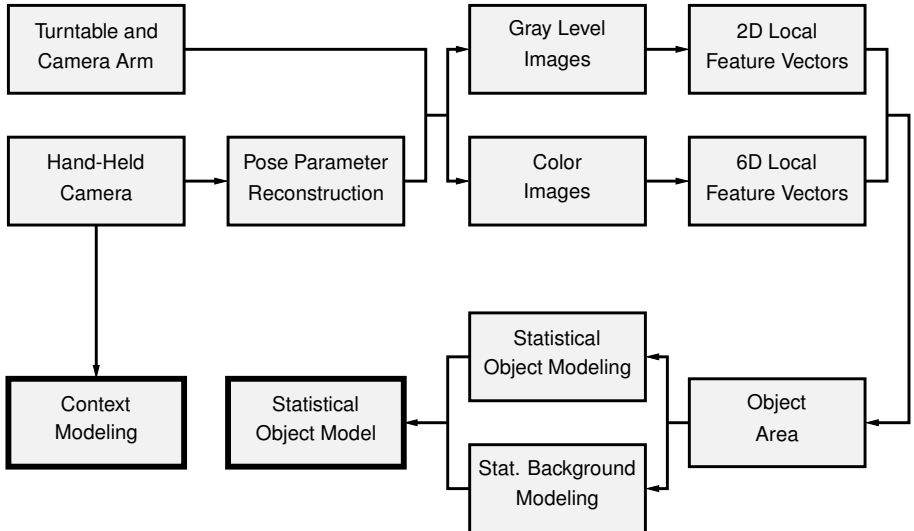 Turntable and
Camera Arm
Gray Level
Images
2D Local
Feature Vectors
Hand-Held
Camera
Pose Parameter
Reconstruction
Color
Images
6D Local
Feature Vectors
Statistical
Object Modeling
Context
Modeling
Statistical
Object Model
Object
Area
Stat. Background
Modeling